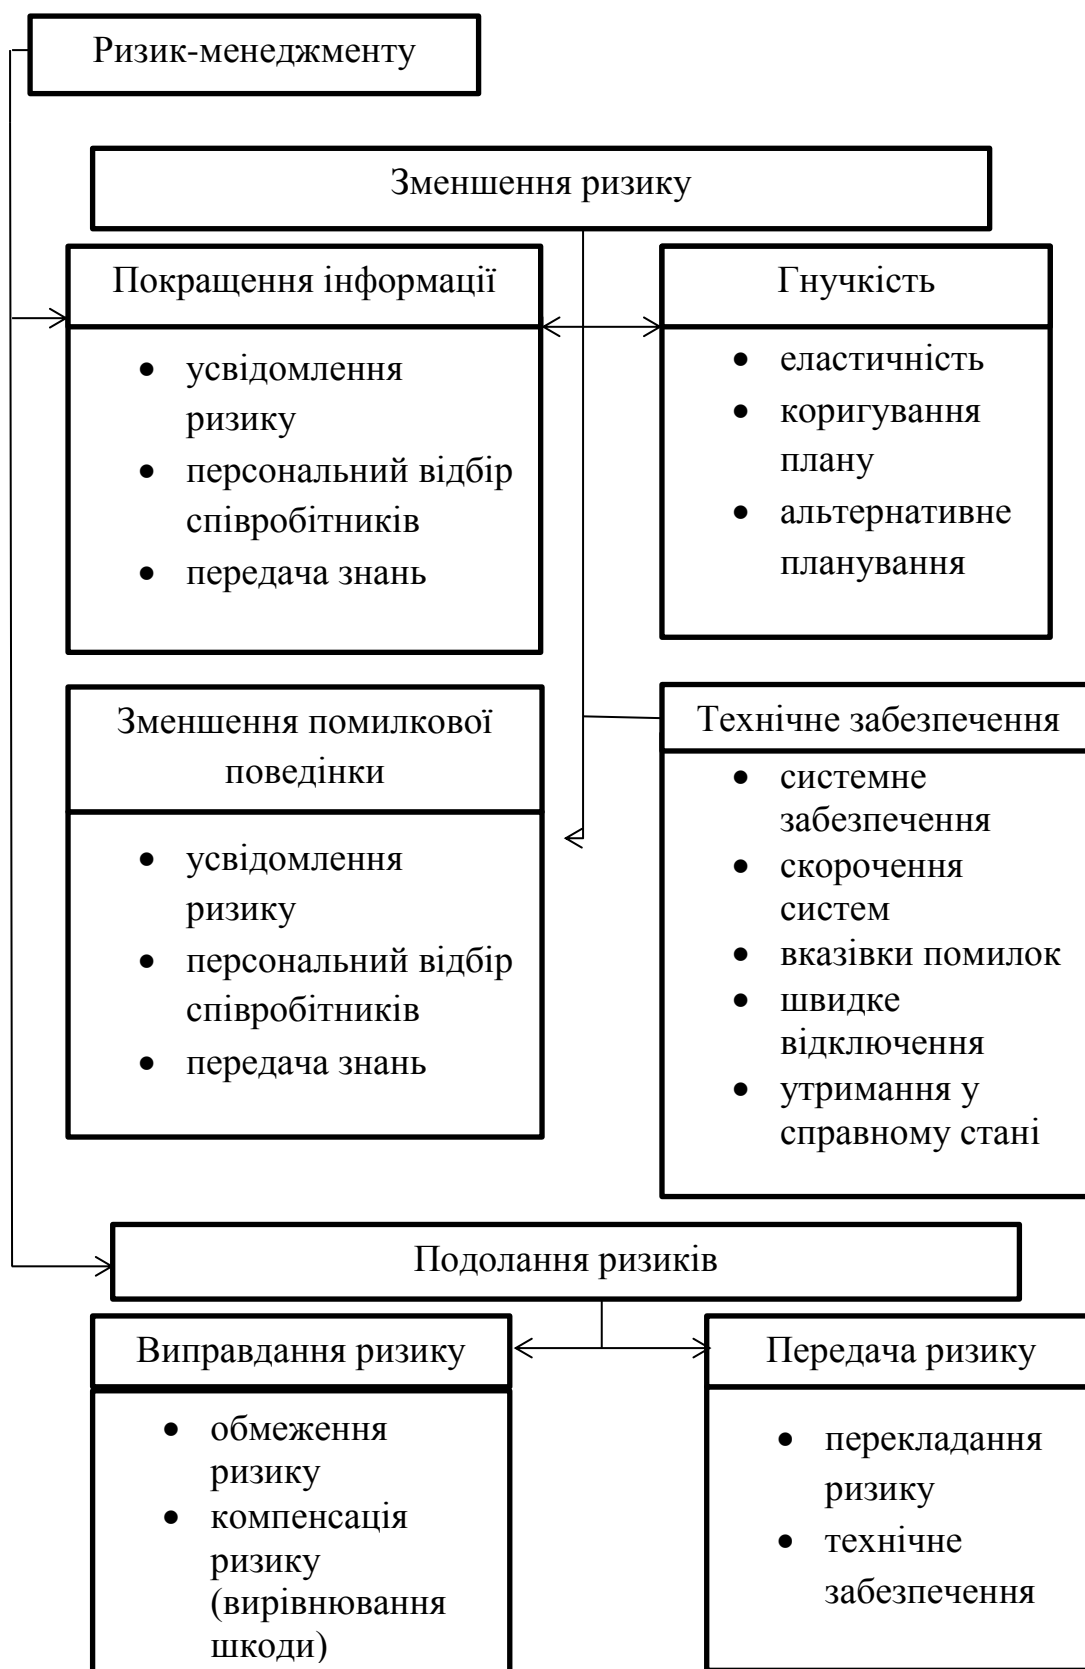 Ризик-менеджменту
Зменшення ризику
Покращення інформації
• усвідомлення
ризику
• персональний відбір
співробітників
• передача знань
Гнучкість
• еластичність
• коригування
плану
• альтернативне
планування
Зменшення помилкової
поведінки
• усвідомлення
ризику
• персональний відбір
співробітників
• передача знань
Технічне забезпечення
• системне
забезпечення
• скорочення
систем
• вказівки помилок
• швидке
відключення
• утримання у
справному стані
Подолання ризиків
Виправдання ризику
• обмеження
ризику
• компенсація
ризику
(вирівнювання
шкоди)
Передача ризику
• перекладання
ризику
• технічне
забезпечення